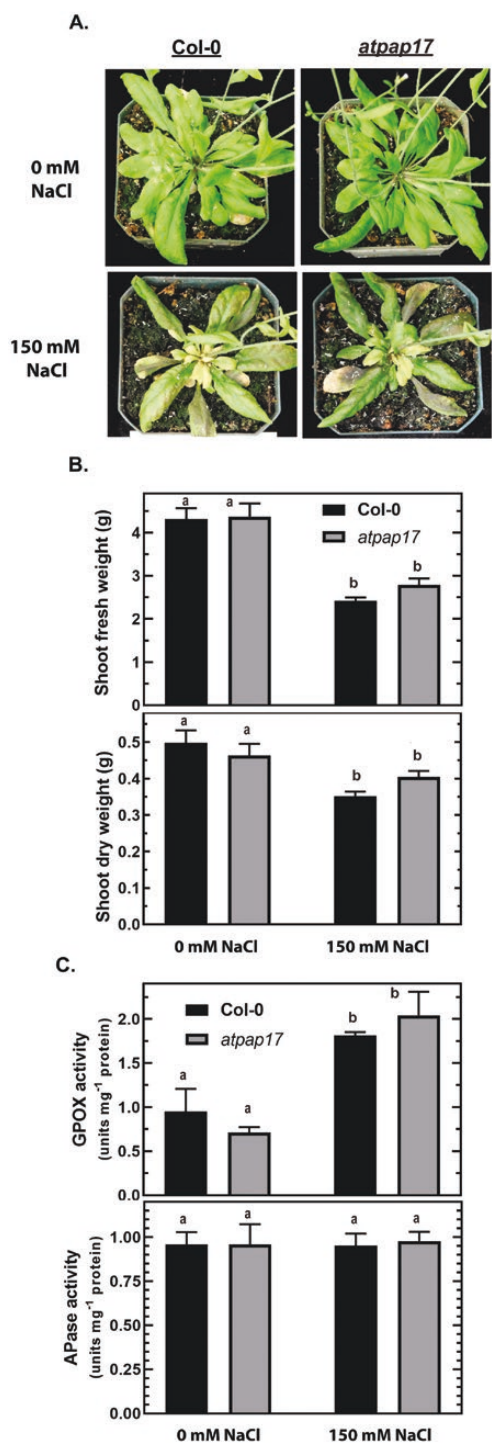 A.
Col-0 atpap17
0 mM
NaCl
150 mM
NaCl
B.
Shoot fresh weight (g)
4
3
2
1
a a
Col-0
atpap17
b b
Shoot dry weight (g)
0.5
0.4
0.3
0.2
0.1
0.0
a a
b b
0 mM NaCl 150 mM NaCl
C.
GPOX activity
(units mg⁻¹ protein)
2.0
1.5
1.0
0.5
0.0
Col-0
atpap17
a a
b b
APase activity
(units mg⁻¹ protein)
1.00
0.75
0.50
0.25
0.00
a a a a
0 mM NaCl 150 mM NaCl